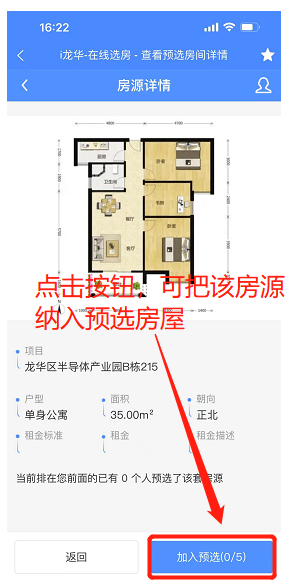 16:22
i龙华-在线选房 - 查看预选房间详情
房源详情
厨房
卧室
卫生间
餐厅
书房
客厅
卧室
点击按钮，可把该房源
纳入预选房屋
项目
龙华区半导体产业园B栋215
户型
面积
朝向
单身公寓
35.00m²
正北
租金标准
租金
租金描述
当前排在您前面的已有 0 个人预选了该套房源
返回
加入预选(0/5)